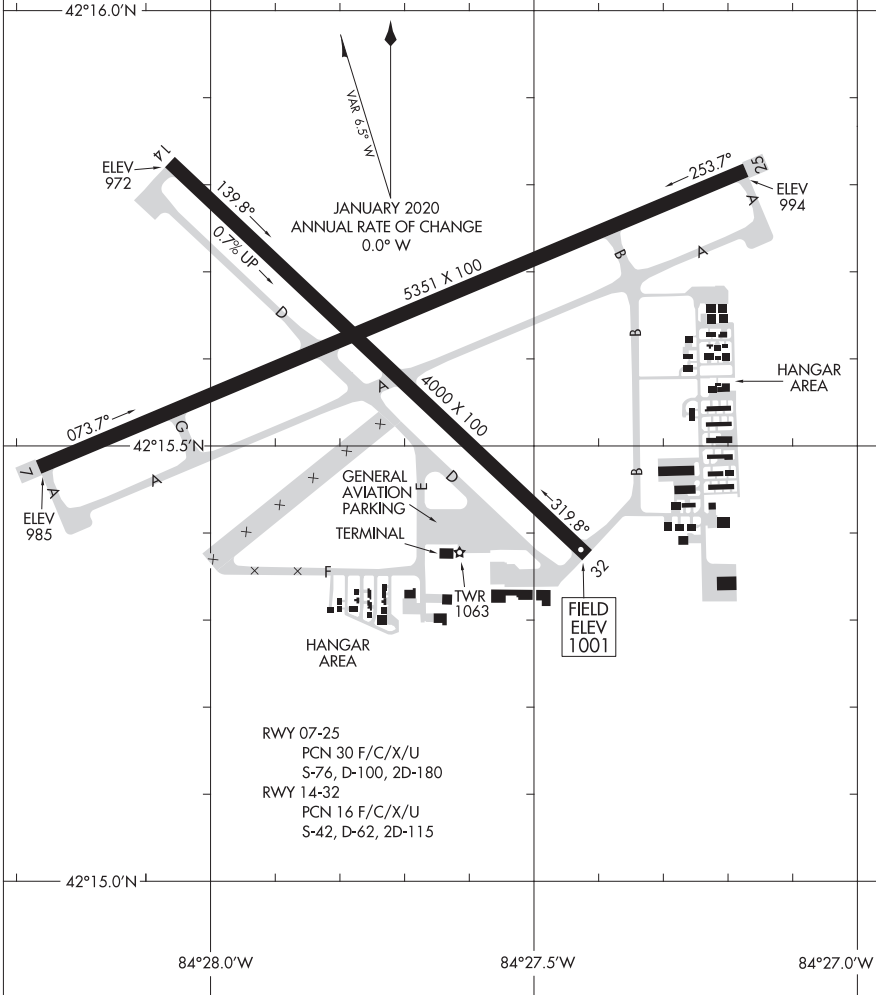 42°16.0'N
VAR 6.5° W
JANUARY 2020
ANNUAL RATE OF CHANGE
0.0° W
14
ELEV
972
139.8°
0.7% UP
253.7°
25
ELEV
994
A
A
B
5351 X 100
D
B
HANGAR
AREA
A
4000 X 100
073.7°
G
42°15.5'N
7
A
A
ELEV
985
GENERAL
AVIATION
PARKING
E
D
B
319.8°
TERMINAL
32
F
TWR
1063
FIELD
ELEV
1001
HANGAR
AREA
RWY 07-25
PCN 30 F/C/X/U
S-76, D-100, 2D-180
RWY 14-32
PCN 16 F/C/X/U
S-42, D-62, 2D-115
42°15.0'N
84°28.0'W
84°27.5'W
84°27.0'W